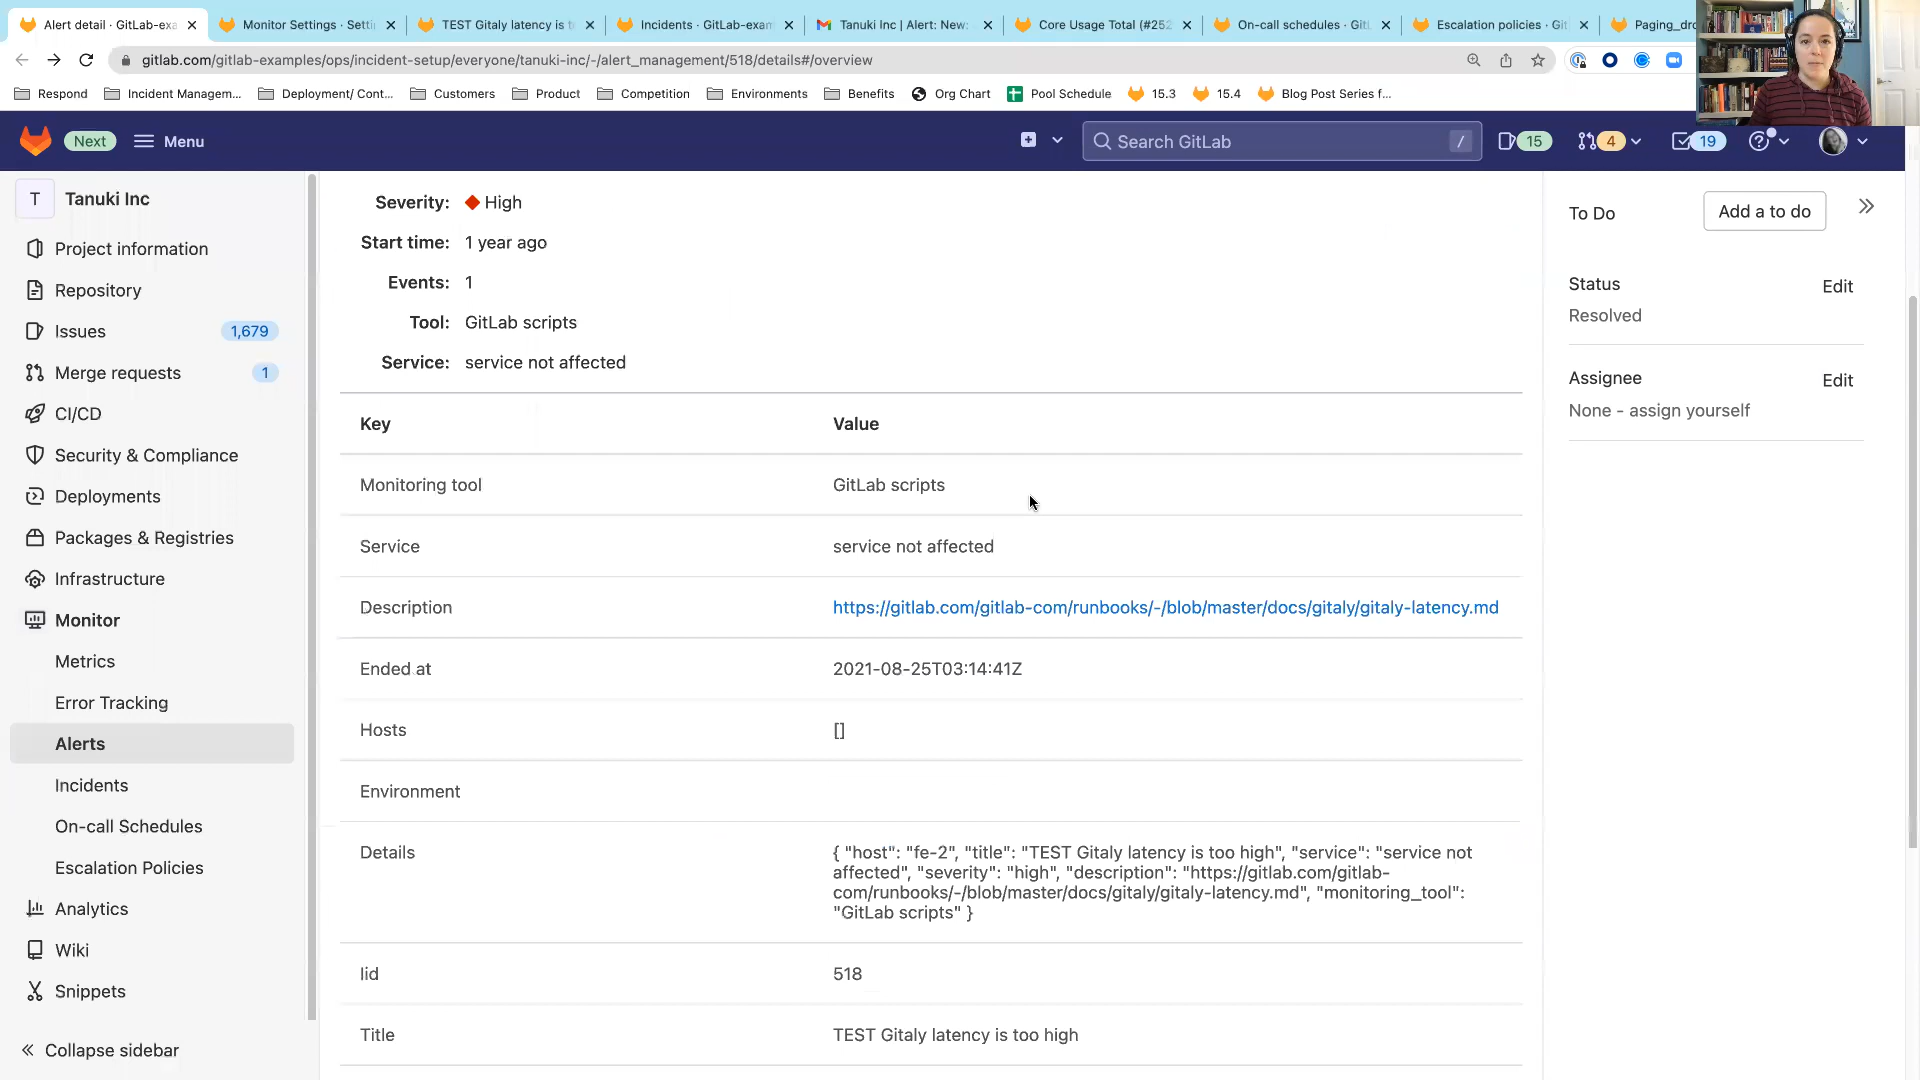 Alert detail · GitLab-exa
Monitor Settings · Setti
TEST Gitaly latency is t
Incidents · GitLab-exam
Tanuki Inc | Alert: New:
Core Usage Total (#252
On-call schedules · GitL
Escalation policies · Git
Paging_dro
gitlab.com/gitlab-examples/ops/incident-setup/everyone/tanuki-inc/-/alert_management/518/details#/overview
Respond
Incident Managem...
Deployment/ Cont...
Customers
Product
Competition
Environments
Benefits
Org Chart
Pool Schedule
15.3
15.4
Blog Post Series f...
Next
Menu
Search GitLab
/
15
4
19
T
Tanuki Inc
Project information
Repository
Issues 1,679
Merge requests 1
CI/CD
Security & Compliance
Deployments
Packages & Registries
Infrastructure
Monitor
Metrics
Error Tracking
Alerts
Incidents
On-call Schedules
Escalation Policies
Analytics
Wiki
Snippets
Collapse sidebar
Severity: High
Start time: 1 year ago
Events: 1
Tool: GitLab scripts
Service: service not affected
Key Value
Monitoring tool GitLab scripts
Service service not affected
Description https://gitlab.com/gitlab-com/runbooks/-/blob/master/docs/gitaly/gitaly-latency.md
Ended at 2021-08-25T03:14:41Z
Hosts []
Environment
Details { "host": "fe-2", "title": "TEST Gitaly latency is too high", "service": "service not
affected", "severity": "high", "description": "https://gitlab.com/gitlab-
com/runbooks/-/blob/master/docs/gitaly/gitaly-latency.md", "monitoring_tool":
"GitLab scripts" }
Iid 518
Title TEST Gitaly latency is too high
To Do
Add a to do
Status Edit
Resolved
Assignee Edit
None - assign yourself